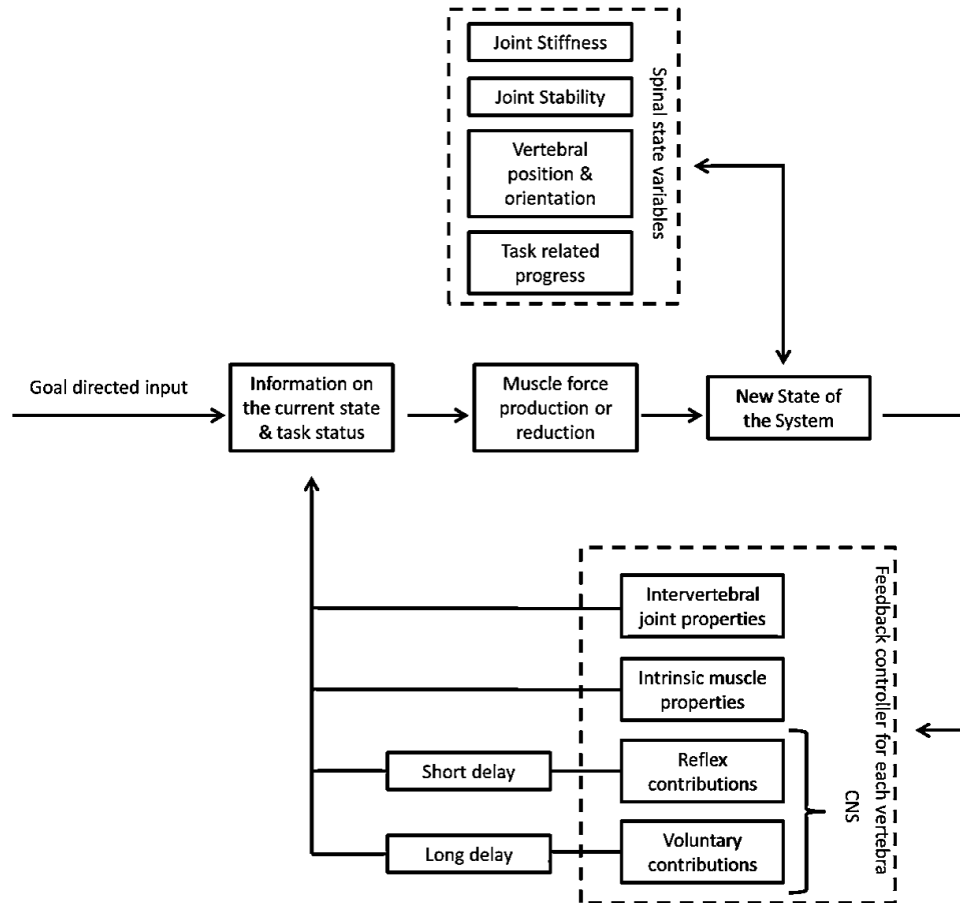 Joint Stiffness
Joint Stability
Vertebral
position &
orientation
Task related
progress
Spinal state variables
Goal directed input
Information on
the current state
& task status
Muscle force
production or
reduction
New State of
the System
Intervertebral
joint properties
Intrinsic muscle
properties
Short delay
Reflex
contributions
Long delay
Voluntary
contributions
CNS
Feedback controller for each vertebra